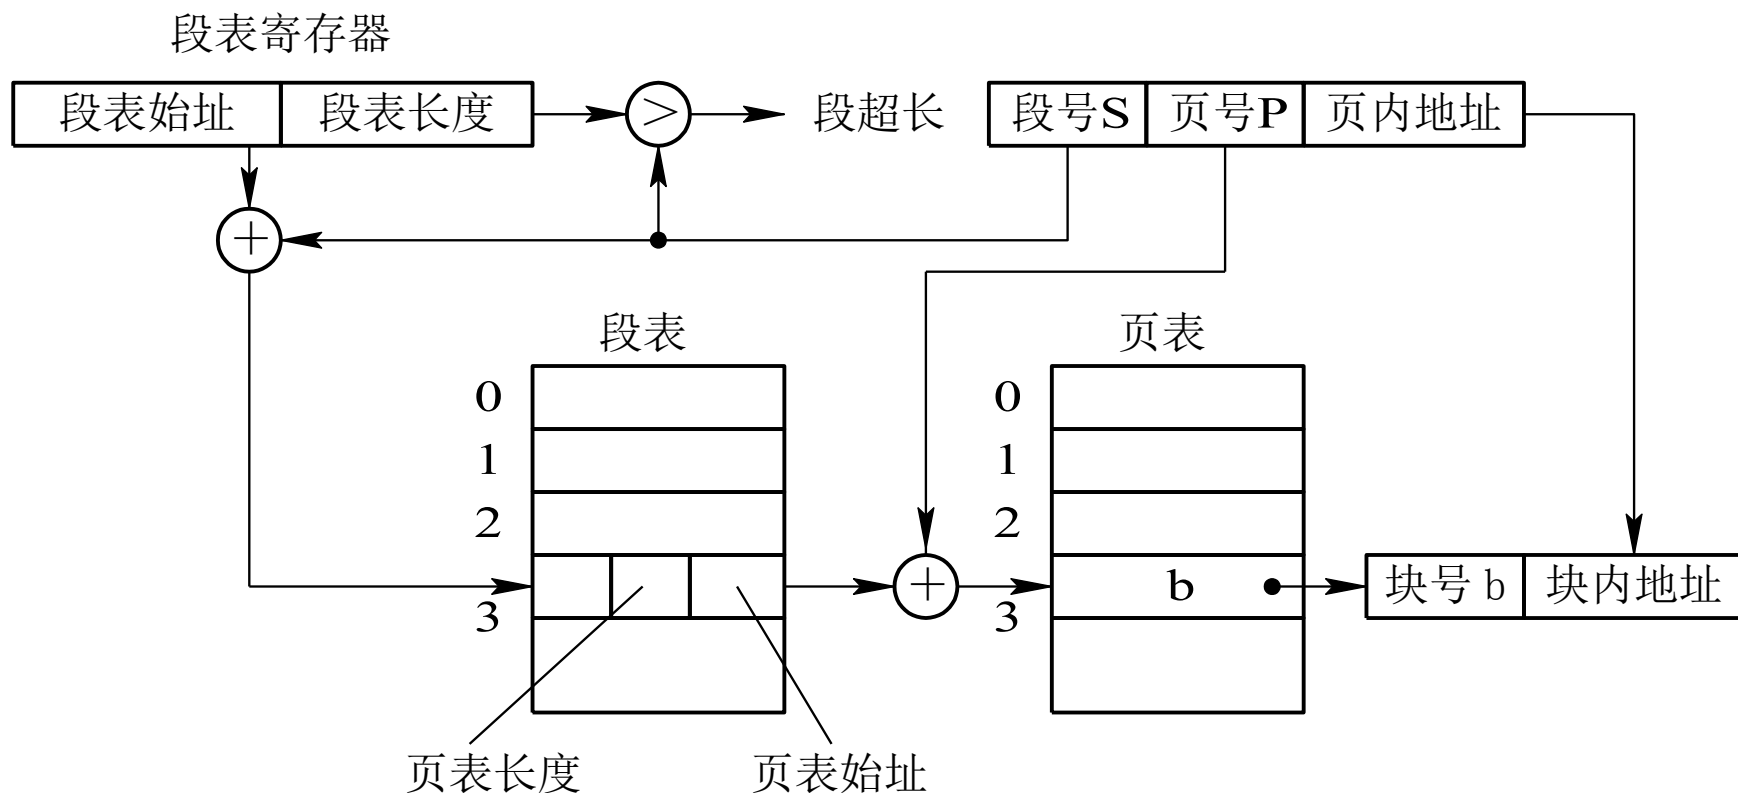 段表寄存器
段表始址 段表长度 > 段超长 段号S 页号P 页内地址
+
段表 页表
0 0
1 1
2 2
+ b 块号 b 块内地址
3 3
页表长度 页表始址